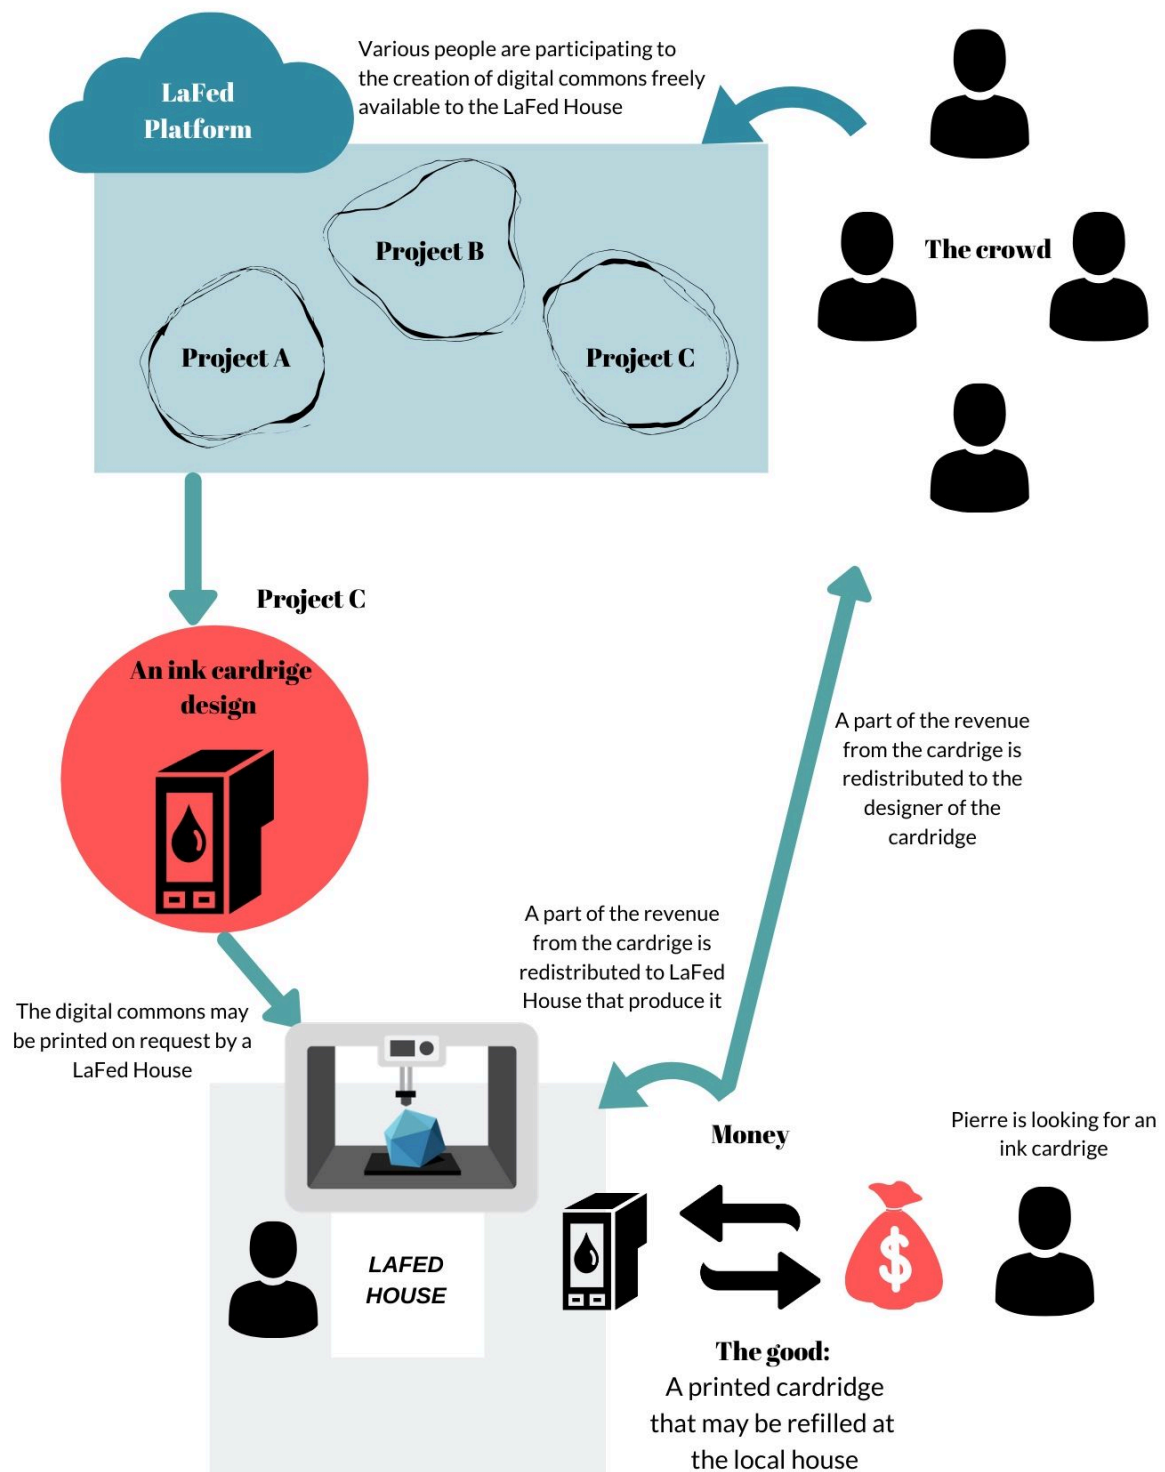 LaFed
Platform
Various people are participating to
the creation of digital commons freely
available to the LaFed House
Project B
Project A
Project C
The crowd
Project C
An ink cardrige
design
A part of the revenue
from the cardrige is
redistributed to the
designer of the
cardridge
A part of the revenue
from the cardrige is
redistributed to LaFed
House that produce it
The digital commons may
be printed on request by a
LaFed House
Money
Pierre is looking for an
ink cardrige
LAFED
HOUSE
$
The good:
A printed cardridge
that may be refilled at
the local house